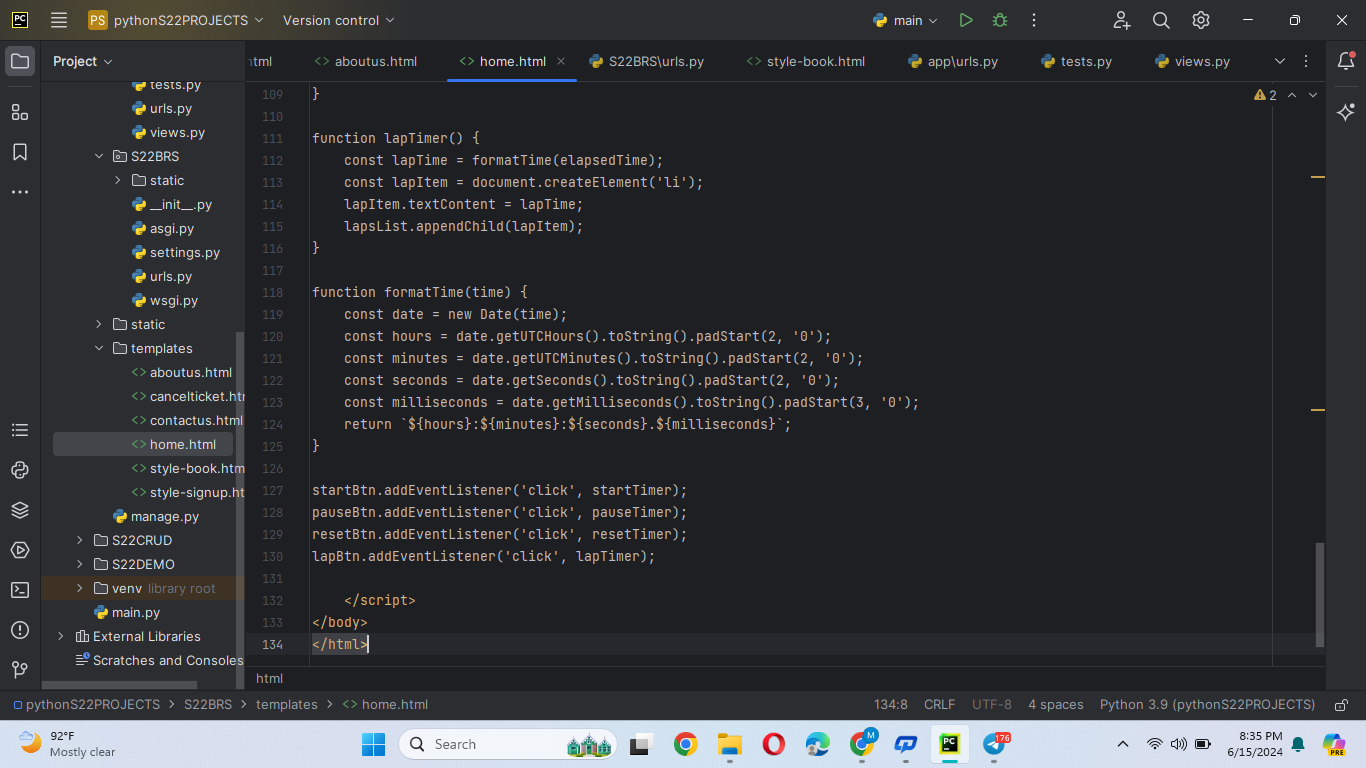 PC
PS pythonS22PROJECTS
Version control
main
Project
html
aboutus.html
home.html
S22BRS\urls.py
style-book.html
app\urls.py
tests.py
views.py
tests.py
urls.py
views.py
S22BRS
static
__init__.py
asgi.py
settings.py
urls.py
wsgi.py
static
templates
aboutus.html
cancelticket.htm
contactus.html
home.html
style-book.htm
style-signup.ht
manage.py
S22CRUD
S22DEMO
venv library root
main.py
External Libraries
Scratches and Consoles
2
109 }
110
111 function lapTimer() {
112 const lapTime = formatTime(elapsedTime);
113 const lapItem = document.createElement('li');
114 lapItem.textContent = lapTime;
115 lapsList.appendChild(lapItem);
116 }
117
118 function formatTime(time) {
119 const date = new Date(time);
120 const hours = date.getUTCHours().toString().padStart(2, '0');
121 const minutes = date.getUTCMinutes().toString().padStart(2, '0');
122 const seconds = date.getSeconds().toString().padStart(2, '0');
123 const milliseconds = date.getMilliseconds().toString().padStart(3, '0');
124 return `${hours}:${minutes}:${seconds}.${milliseconds}`;
125 }
126
127 startBtn.addEventListener('click', startTimer);
128 pauseBtn.addEventListener('click', pauseTimer);
129 resetBtn.addEventListener('click', resetTimer);
130 lapBtn.addEventListener('click', lapTimer);
131
132 </script>
133 </body>
134 </html>
html
pythonS22PROJECTS > S22BRS > templates > home.html
134:8 CRLF UTF-8 4 spaces Python 3.9 (pythonS22PROJECTS)
92°F
Mostly clear
Search
M
PC
176
8:35 PM
6/15/2024
PRE